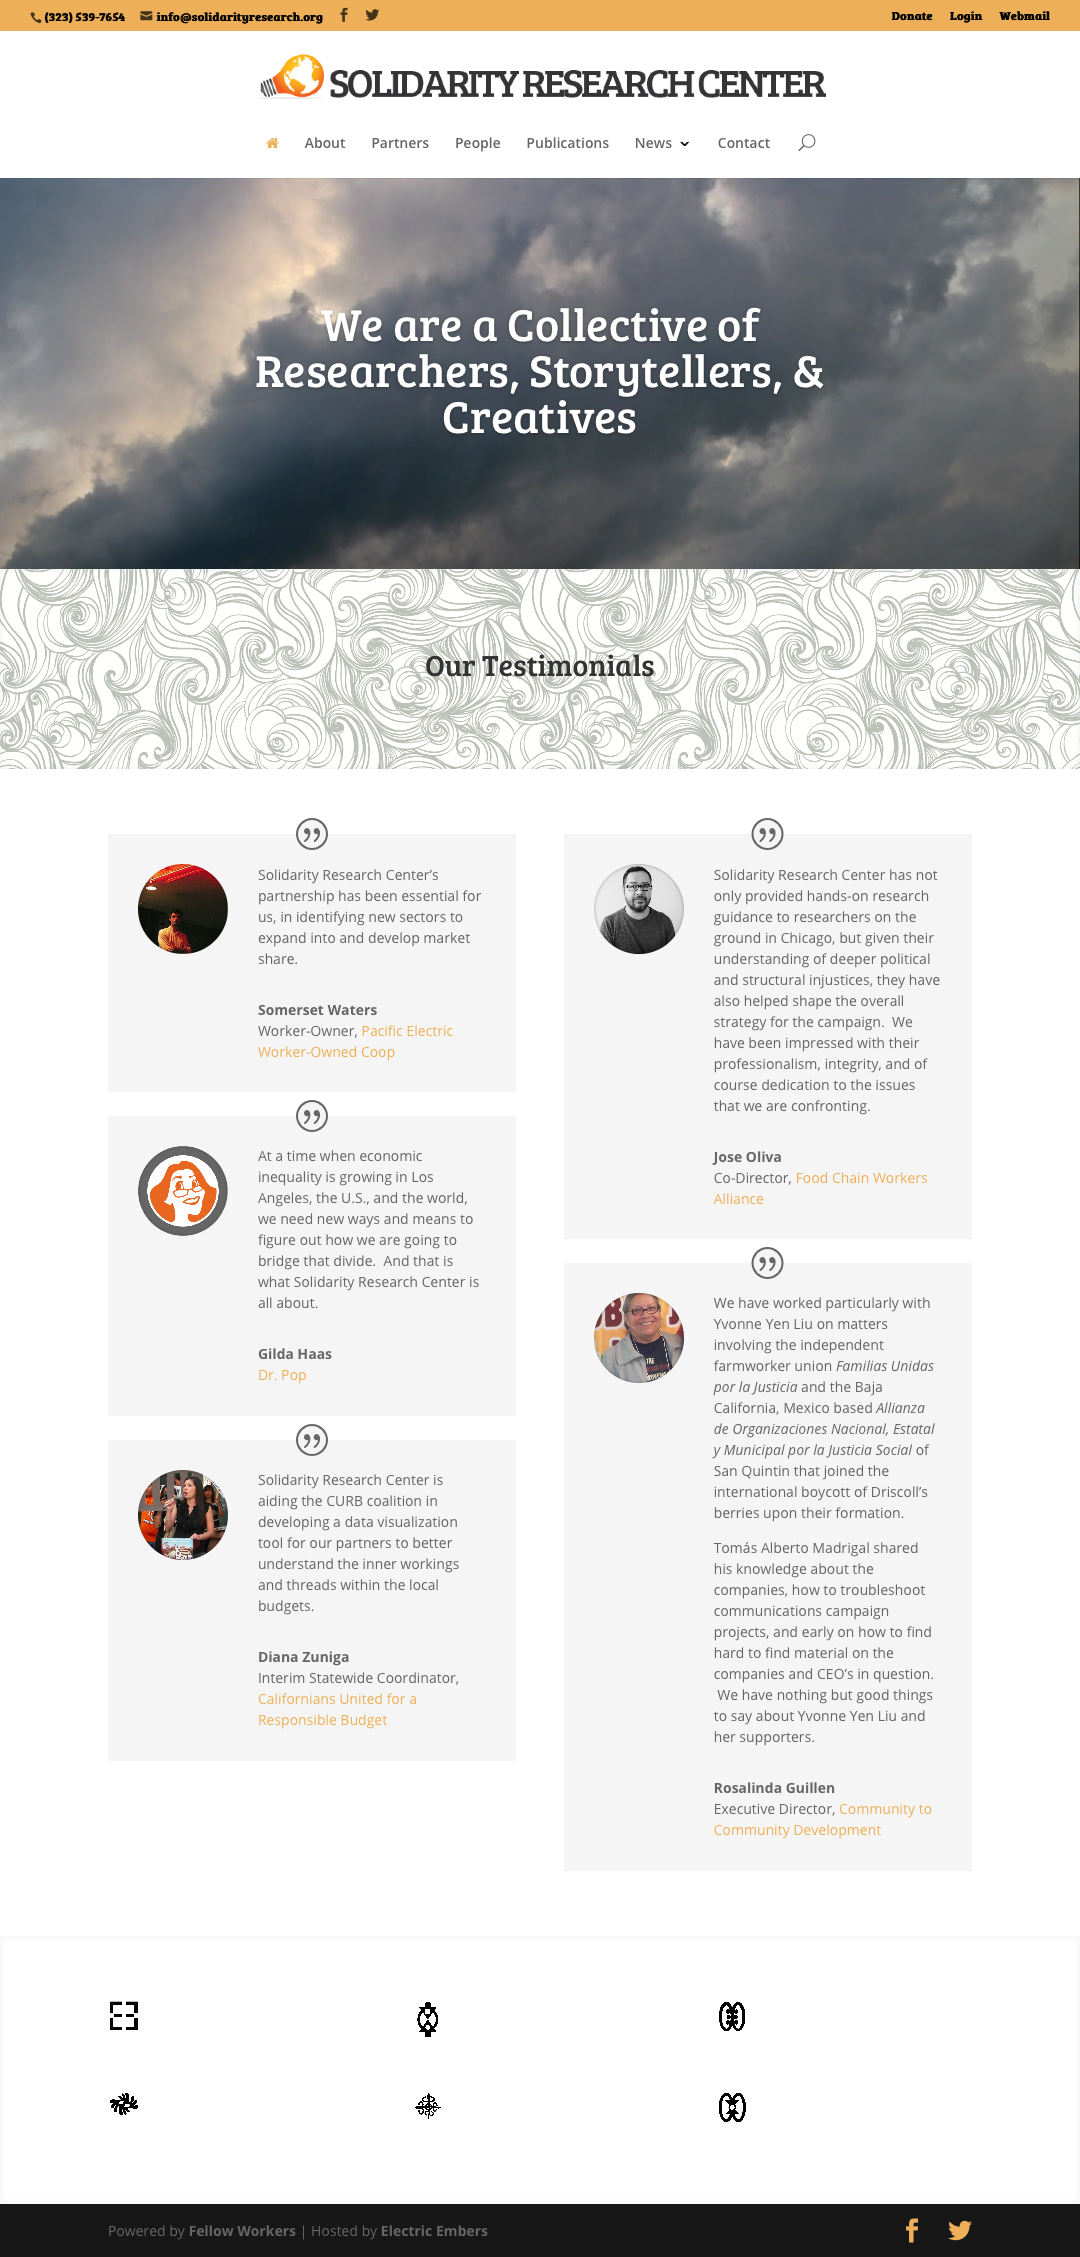 (323) 539-7654 info@solidarityresearch.org Donate Login Webmail
SOLIDARITY RESEARCH CENTER
About Partners People Publications News Contact
We are a Collective of
Researchers, Storytellers, &
Creatives
Our Testimonials
Solidarity Research Center’s
partnership has been essential for
us, in identifying new sectors to
expand into and develop market
share.
Somerset Waters
Worker-Owner, Pacific Electric
Worker-Owned Coop
At a time when economic
inequality is growing in Los
Angeles, the U.S., and the world,
we need new ways and means to
figure out how we are going to
bridge that divide.  And that is
what Solidarity Research Center is
all about.
Gilda Haas
Dr. Pop
Solidarity Research Center is
aiding the CURB coalition in
developing a data visualization
tool for our partners to better
understand the inner workings
and threads within the local
budgets.
Diana Zuniga
Interim Statewide Coordinator,
Californians United for a
Responsible Budget
Solidarity Research Center has not
only provided hands-on research
guidance to researchers on the
ground in Chicago, but given their
understanding of deeper political
and structural injustices, they have
also helped shape the overall
strategy for the campaign.  We
have been impressed with their
professionalism, integrity, and of
course dedication to the issues
that we are confronting.
Jose Oliva
Co-Director, Food Chain Workers
Alliance
We have worked particularly with
Yvonne Yen Liu on matters
involving the independent
farmworker union Familias Unidas
por la Justicia and the Baja
California, Mexico based Allianza
de Organizaciones Nacional, Estatal
y Municipal por la Justicia Social of
San Quintin that joined the
international boycott of Driscoll’s
berries upon their formation.
Tomás Alberto Madrigal shared
his knowledge about the
companies, how to troubleshoot
communications campaign
projects, and early on how to find
hard to find material on the
companies and CEO’s in question.
We have nothing but good things
to say about Yvonne Yen Liu and
her supporters.
Rosalinda Guillen
Executive Director, Community to
Community Development
Powered by Fellow Workers | Hosted by Electric Embers